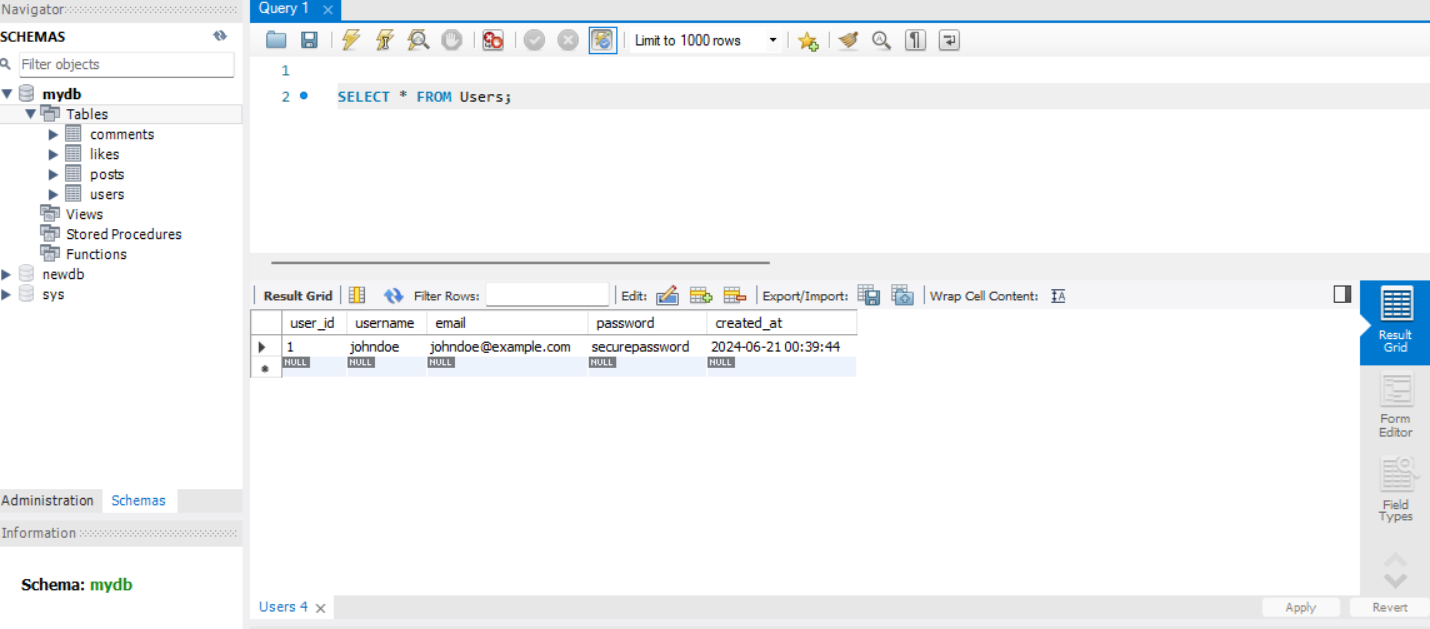 Navigator
SCHEMAS
Filter objects
mydb
Tables
comments
likes
posts
users
Views
Stored Procedures
Functions
newdb
sys
Administration Schemas
Information
Schema: mydb
Query 1
Limit to 1000 rows
1
2 SELECT * FROM Users;
Result Grid Filter Rows: Edit: Export/Import: Wrap Cell Content:
user_id username email password created_at
1 johndoe johndoe@example.com securepassword 2024-06-21 00:39:44
NULL NULL NULL NULL NULL
Result
Grid
Form
Editor
Field
Types
Users 4 Apply Revert